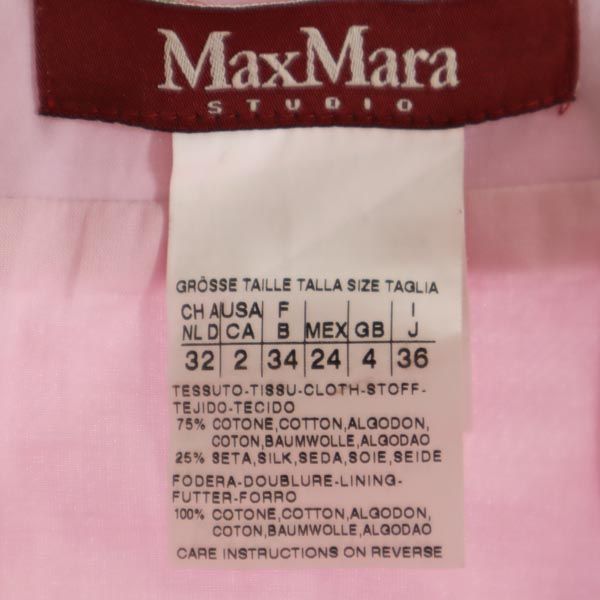 MaxMara
STUDIO
GRÖSSE TAILLE TALLA SIZE TAGLIA
CH A USA F I
NL D CA B MEX GB J
32 2 34 24 4 36
TESSUTO-TISSU-CLOTH-STOFF-
TEJIDO-TECIDO
75% COTONE,COTTON,ALGODON,
COTON,BAUMWOLLE,ALGODAO
25% SETA,SILK,SEDA,SOIE,SEIDE
FODERA-DOUBLURE-LINING-
FUTTER-FORRO
100% COTONE,COTTON,ALGODON,
COTON,BAUMWOLLE,ALGODAO
CARE INSTRUCTIONS ON REVERSE